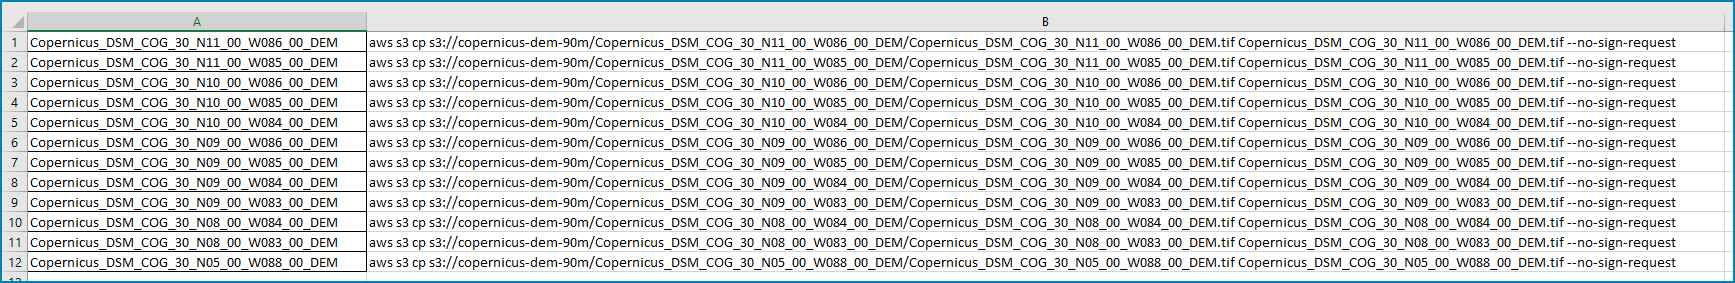 A B
1 Copernicus_DSM_COG_30_N11_00_W086_00_DEM aws s3 cp s3://copernicus-dem-90m/Copernicus_DSM_COG_30_N11_00_W086_00_DEM/Copernicus_DSM_COG_30_N11_00_W086_00_DEM.tif Copernicus_DSM_COG_30_N11_00_W086_00_DEM.tif --no-sign-request
2 Copernicus_DSM_COG_30_N11_00_W085_00_DEM aws s3 cp s3://copernicus-dem-90m/Copernicus_DSM_COG_30_N11_00_W085_00_DEM/Copernicus_DSM_COG_30_N11_00_W085_00_DEM.tif Copernicus_DSM_COG_30_N11_00_W085_00_DEM.tif --no-sign-request
3 Copernicus_DSM_COG_30_N10_00_W086_00_DEM aws s3 cp s3://copernicus-dem-90m/Copernicus_DSM_COG_30_N10_00_W086_00_DEM/Copernicus_DSM_COG_30_N10_00_W086_00_DEM.tif Copernicus_DSM_COG_30_N10_00_W086_00_DEM.tif --no-sign-request
4 Copernicus_DSM_COG_30_N10_00_W085_00_DEM aws s3 cp s3://copernicus-dem-90m/Copernicus_DSM_COG_30_N10_00_W085_00_DEM/Copernicus_DSM_COG_30_N10_00_W085_00_DEM.tif Copernicus_DSM_COG_30_N10_00_W085_00_DEM.tif --no-sign-request
5 Copernicus_DSM_COG_30_N10_00_W084_00_DEM aws s3 cp s3://copernicus-dem-90m/Copernicus_DSM_COG_30_N10_00_W084_00_DEM/Copernicus_DSM_COG_30_N10_00_W084_00_DEM.tif Copernicus_DSM_COG_30_N10_00_W084_00_DEM.tif --no-sign-request
6 Copernicus_DSM_COG_30_N09_00_W086_00_DEM aws s3 cp s3://copernicus-dem-90m/Copernicus_DSM_COG_30_N09_00_W086_00_DEM/Copernicus_DSM_COG_30_N09_00_W086_00_DEM.tif Copernicus_DSM_COG_30_N09_00_W086_00_DEM.tif --no-sign-request
7 Copernicus_DSM_COG_30_N09_00_W085_00_DEM aws s3 cp s3://copernicus-dem-90m/Copernicus_DSM_COG_30_N09_00_W085_00_DEM/Copernicus_DSM_COG_30_N09_00_W085_00_DEM.tif Copernicus_DSM_COG_30_N09_00_W085_00_DEM.tif --no-sign-request
8 Copernicus_DSM_COG_30_N09_00_W084_00_DEM aws s3 cp s3://copernicus-dem-90m/Copernicus_DSM_COG_30_N09_00_W084_00_DEM/Copernicus_DSM_COG_30_N09_00_W084_00_DEM.tif Copernicus_DSM_COG_30_N09_00_W084_00_DEM.tif --no-sign-request
9 Copernicus_DSM_COG_30_N09_00_W083_00_DEM aws s3 cp s3://copernicus-dem-90m/Copernicus_DSM_COG_30_N09_00_W083_00_DEM/Copernicus_DSM_COG_30_N09_00_W083_00_DEM.tif Copernicus_DSM_COG_30_N09_00_W083_00_DEM.tif --no-sign-request
10 Copernicus_DSM_COG_30_N08_00_W084_00_DEM aws s3 cp s3://copernicus-dem-90m/Copernicus_DSM_COG_30_N08_00_W084_00_DEM/Copernicus_DSM_COG_30_N08_00_W084_00_DEM.tif Copernicus_DSM_COG_30_N08_00_W084_00_DEM.tif --no-sign-request
11 Copernicus_DSM_COG_30_N08_00_W083_00_DEM aws s3 cp s3://copernicus-dem-90m/Copernicus_DSM_COG_30_N08_00_W083_00_DEM/Copernicus_DSM_COG_30_N08_00_W083_00_DEM.tif Copernicus_DSM_COG_30_N08_00_W083_00_DEM.tif --no-sign-request
12 Copernicus_DSM_COG_30_N05_00_W088_00_DEM aws s3 cp s3://copernicus-dem-90m/Copernicus_DSM_COG_30_N05_00_W088_00_DEM/Copernicus_DSM_COG_30_N05_00_W088_00_DEM.tif Copernicus_DSM_COG_30_N05_00_W088_00_DEM.tif --no-sign-request